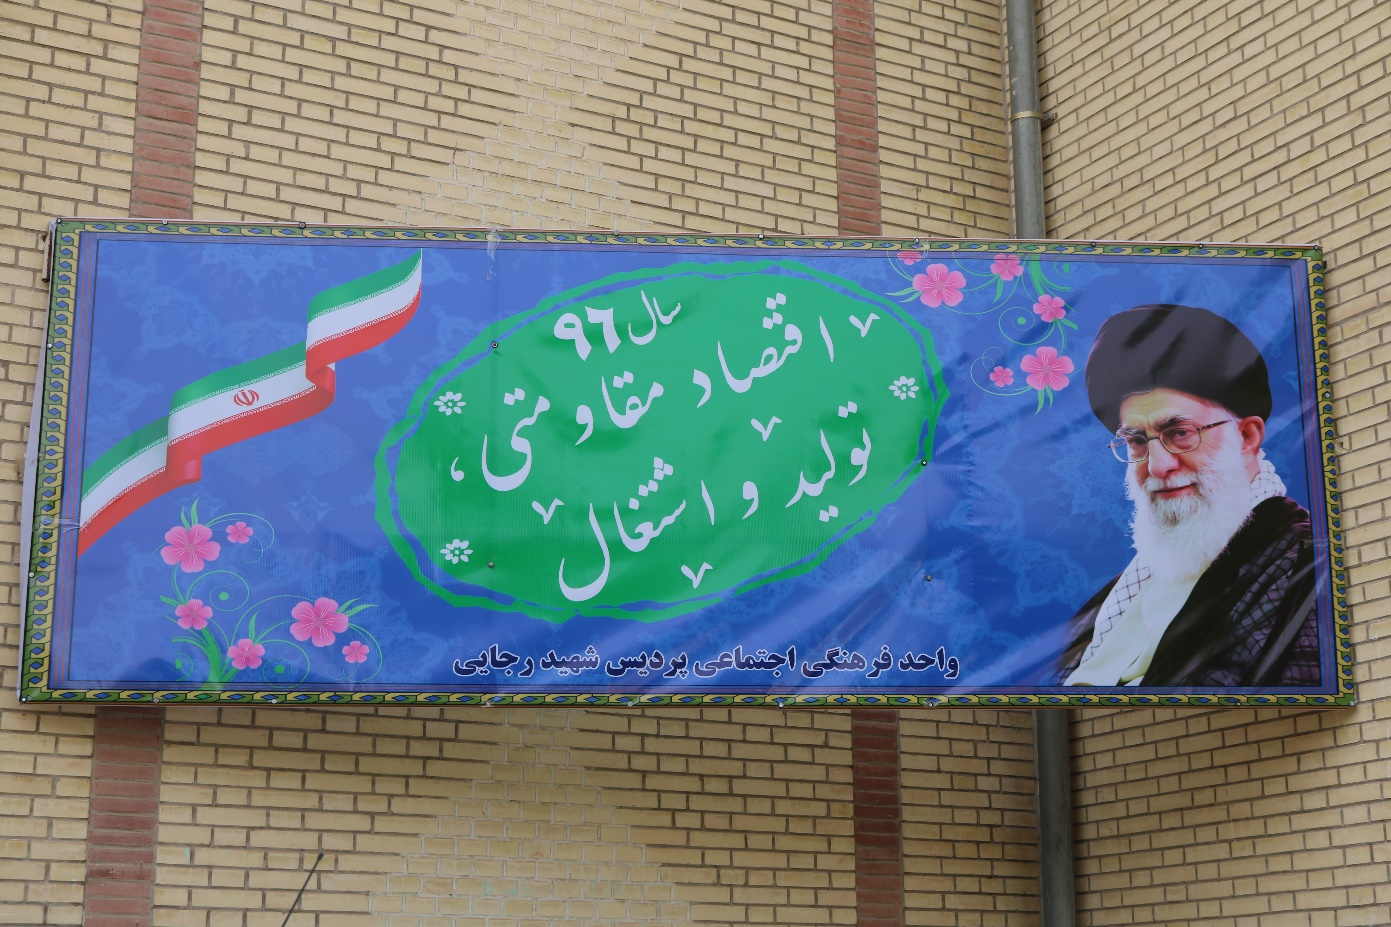 سال ۹۶
اقتصاد مقاومتی،
تولید و اشتغال
واحد فرهنگی اجتماعی پردیس شهید رجایی